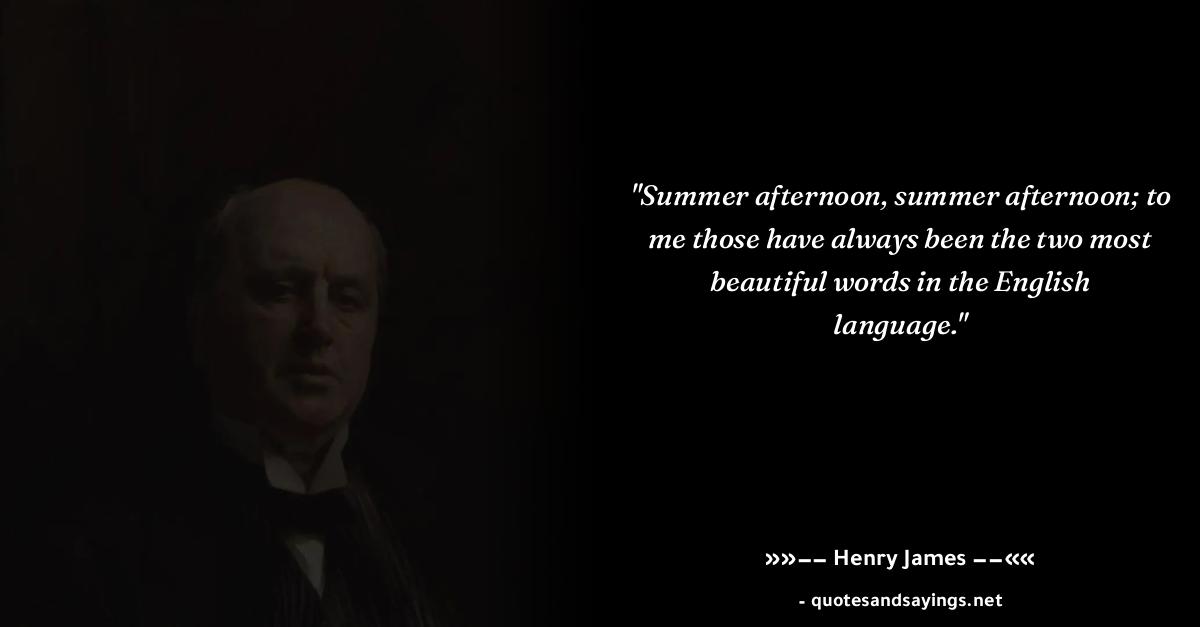 "Summer afternoon, summer afternoon; to
me those have always been the two most
beautiful words in the English
language."
»»−− Henry James −−««
- quotesandsayings.net